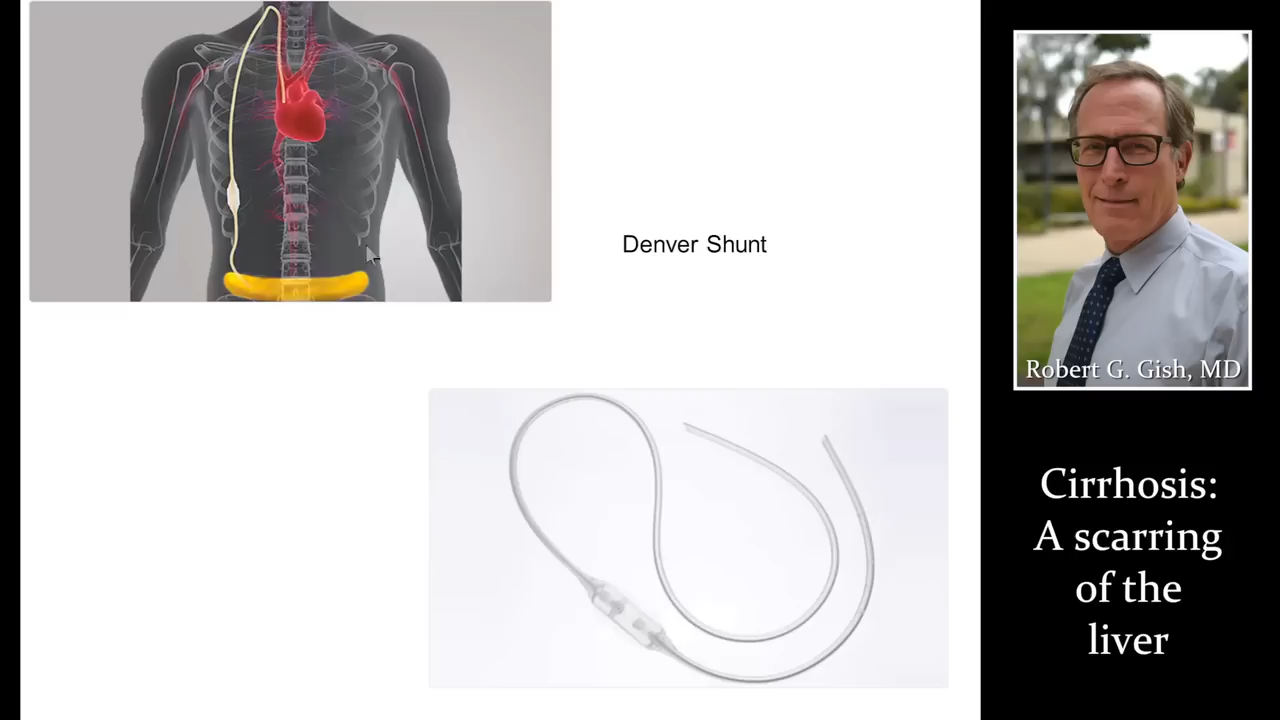 Denver Shunt
Robert G. Gish, MD
Cirrhosis:
A scarring
of the
liver